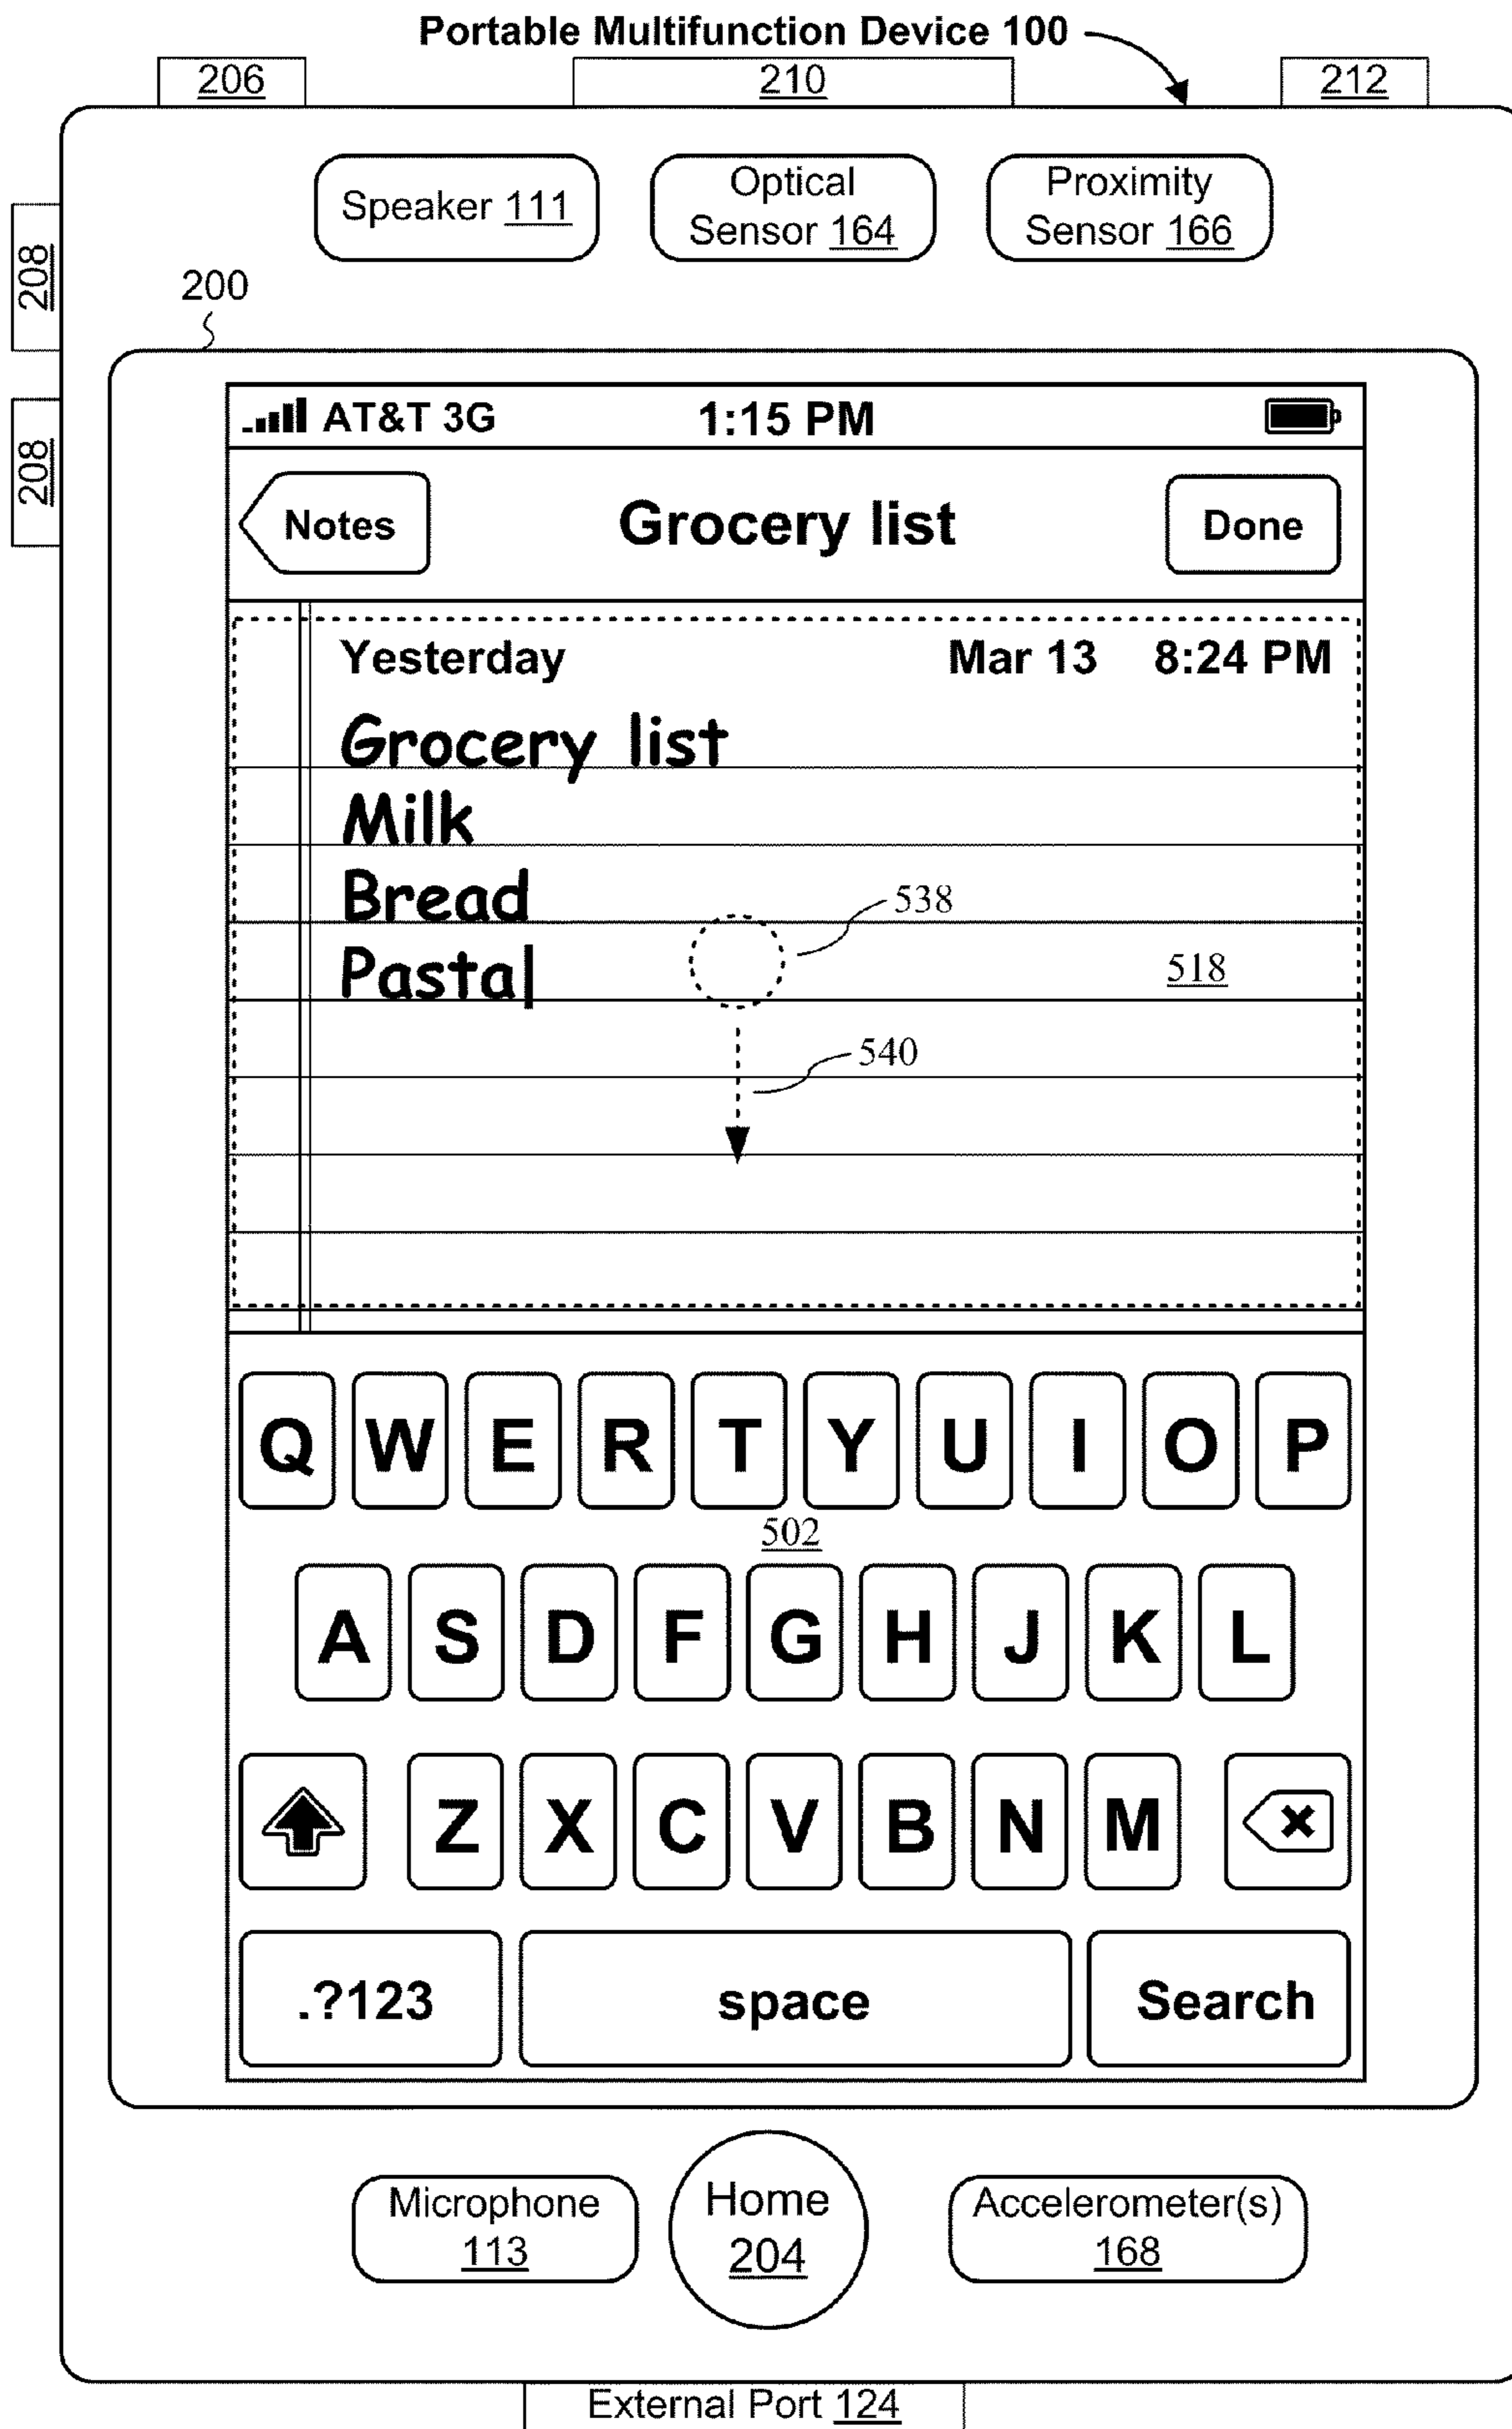 Portable Multifunction Device 100
206 210 212
Speaker 111
Optical Sensor 164
Proximity Sensor 166
208
200
208
AT&T 3G 1:15 PM
Notes Grocery list Done
Yesterday Mar 13 8:24 PM
Grocery list
Milk
Bread
538
Pasta
518
540
Q W E R T Y U I O P
502
A S D F G H J K L
Z X C V B N M
.?123 space Search
Microphone 113
Home 204
Accelerometer(s) 168
External Port 124